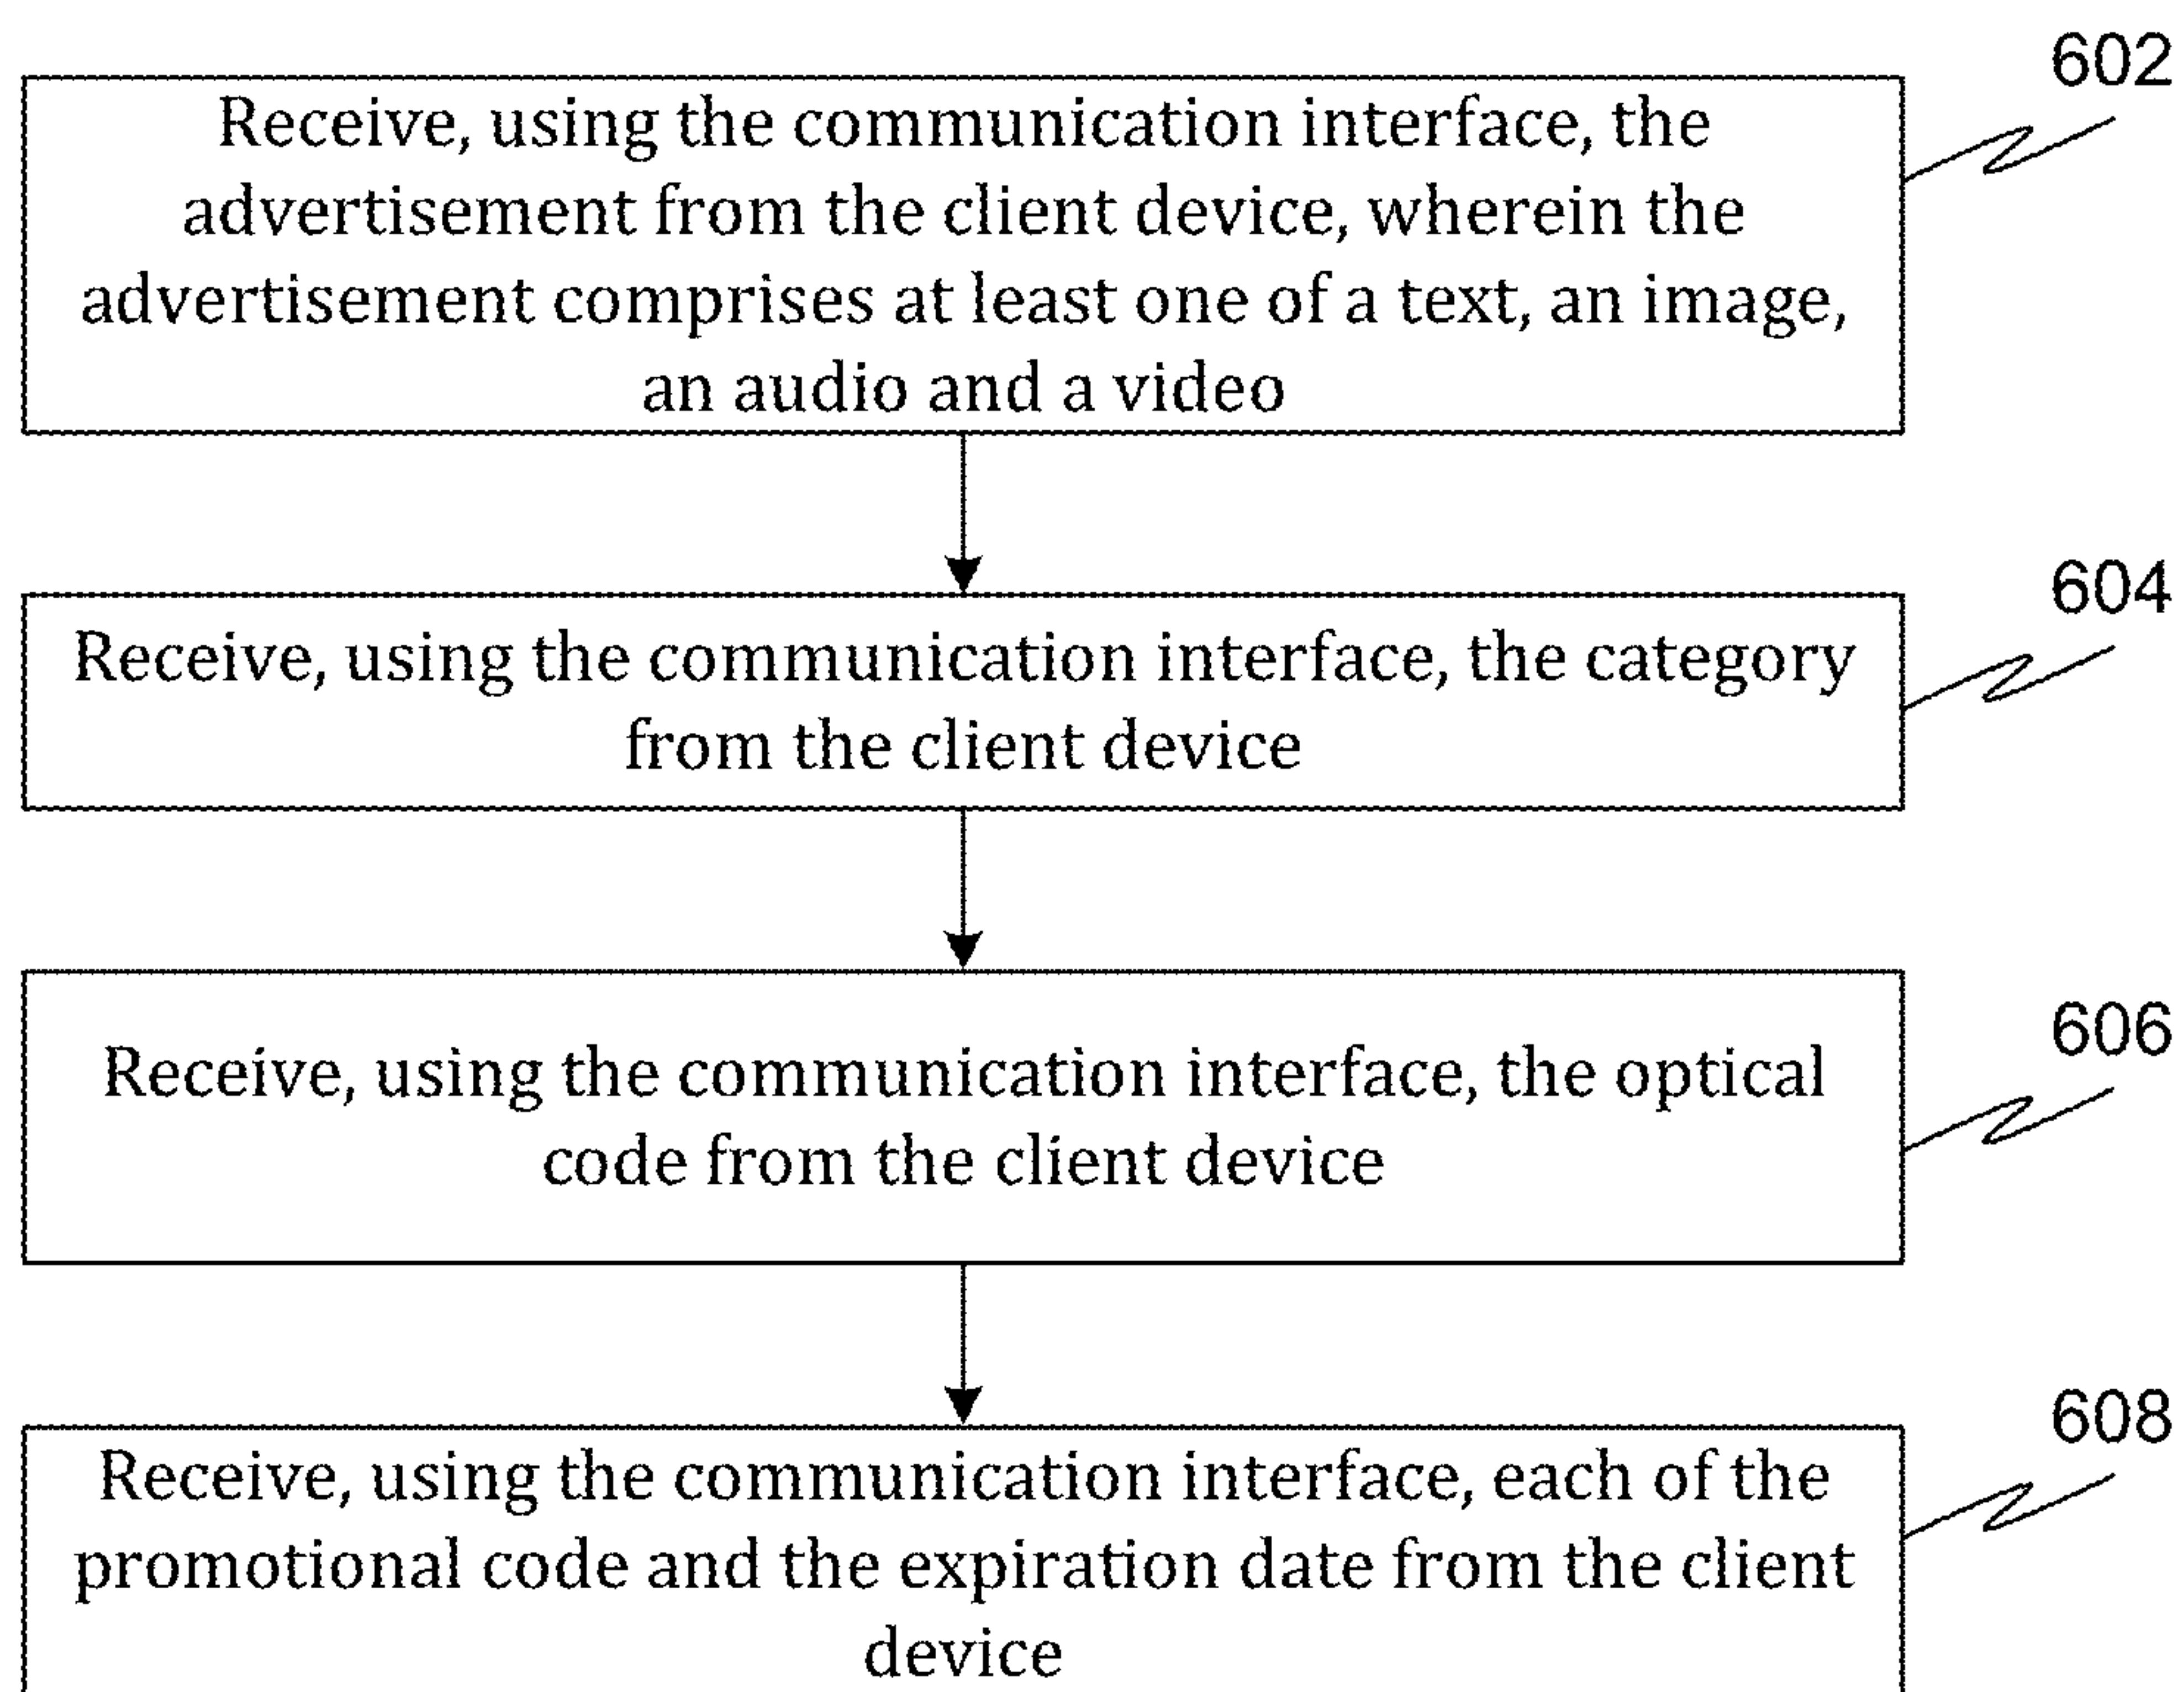 602
Receive, using the communication interface, the
advertisement from the client device, wherein the
advertisement comprises at least one of a text, an image,
an audio and a video
604
Receive, using the communication interface, the category
from the client device
606
Receive, using the communication interface, the optical
code from the client device
608
Receive, using the communication interface, each of the
promotional code and the expiration date from the client
device